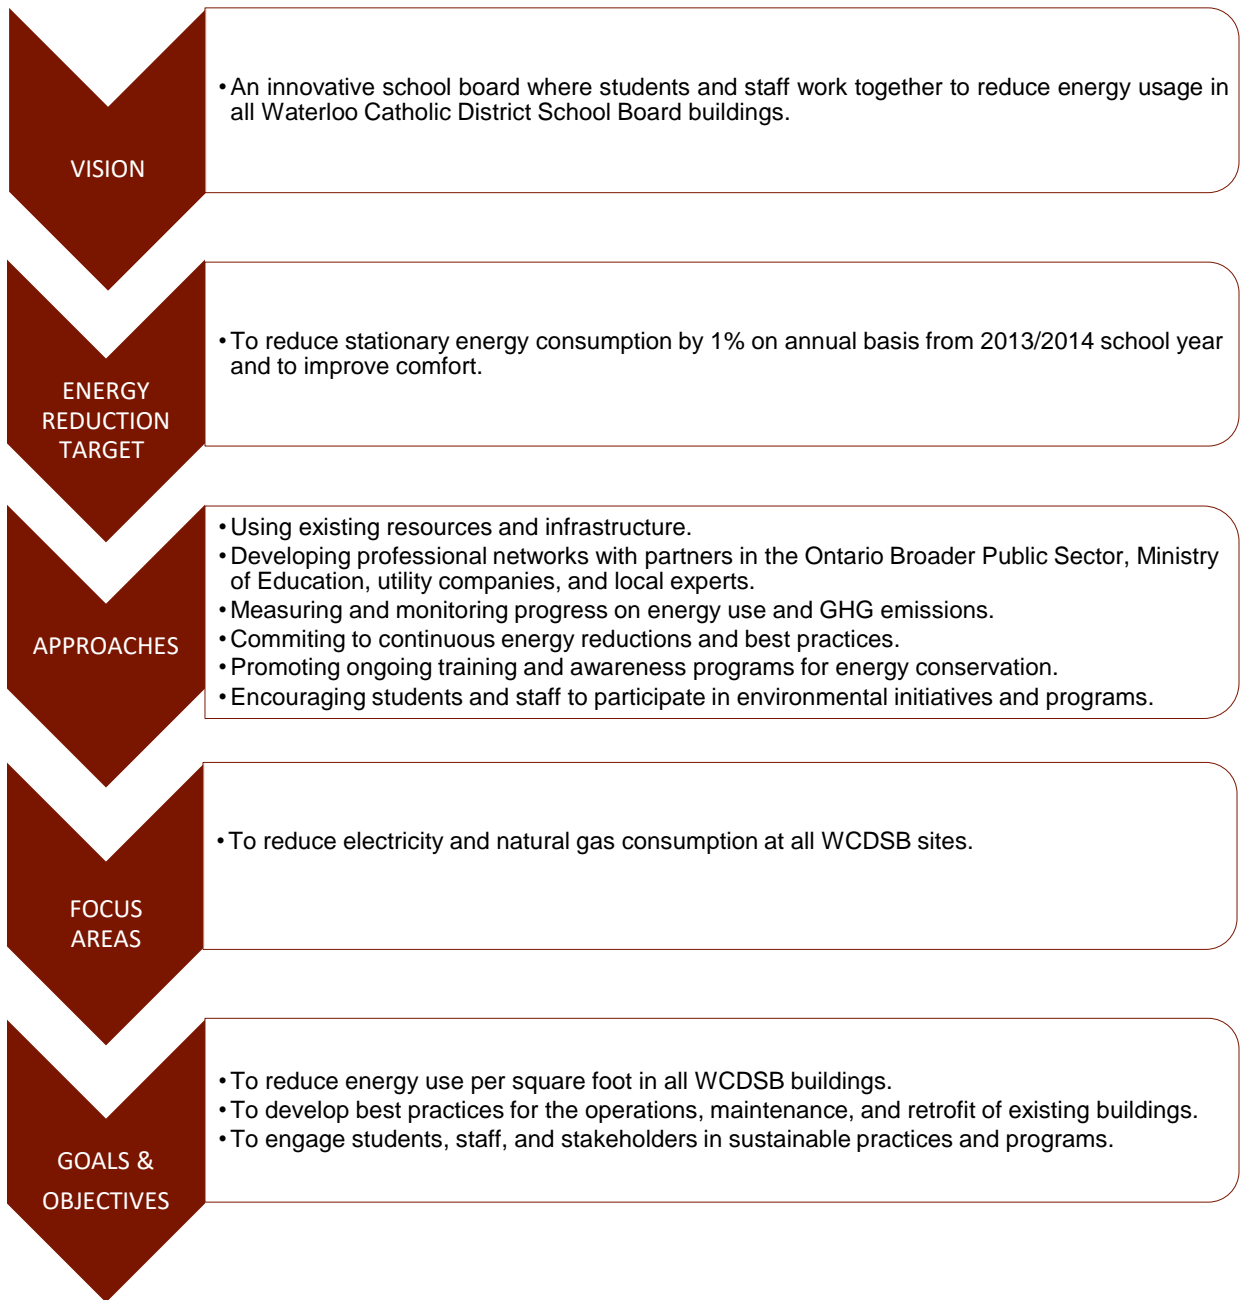 VISION
• An innovative school board where students and staff work together to reduce energy usage in
all Waterloo Catholic District School Board buildings.
ENERGY
REDUCTION
TARGET
• To reduce stationary energy consumption by 1% on annual basis from 2013/2014 school year
and to improve comfort.
APPROACHES
• Using existing resources and infrastructure.
• Developing professional networks with partners in the Ontario Broader Public Sector, Ministry
of Education, utility companies, and local experts.
• Measuring and monitoring progress on energy use and GHG emissions.
• Commiting to continuous energy reductions and best practices.
• Promoting ongoing training and awareness programs for energy conservation.
• Encouraging students and staff to participate in environmental initiatives and programs.
FOCUS
AREAS
• To reduce electricity and natural gas consumption at all WCDSB sites.
GOALS &
OBJECTIVES
• To reduce energy use per square foot in all WCDSB buildings.
• To develop best practices for the operations, maintenance, and retrofit of existing buildings.
• To engage students, staff, and stakeholders in sustainable practices and programs.